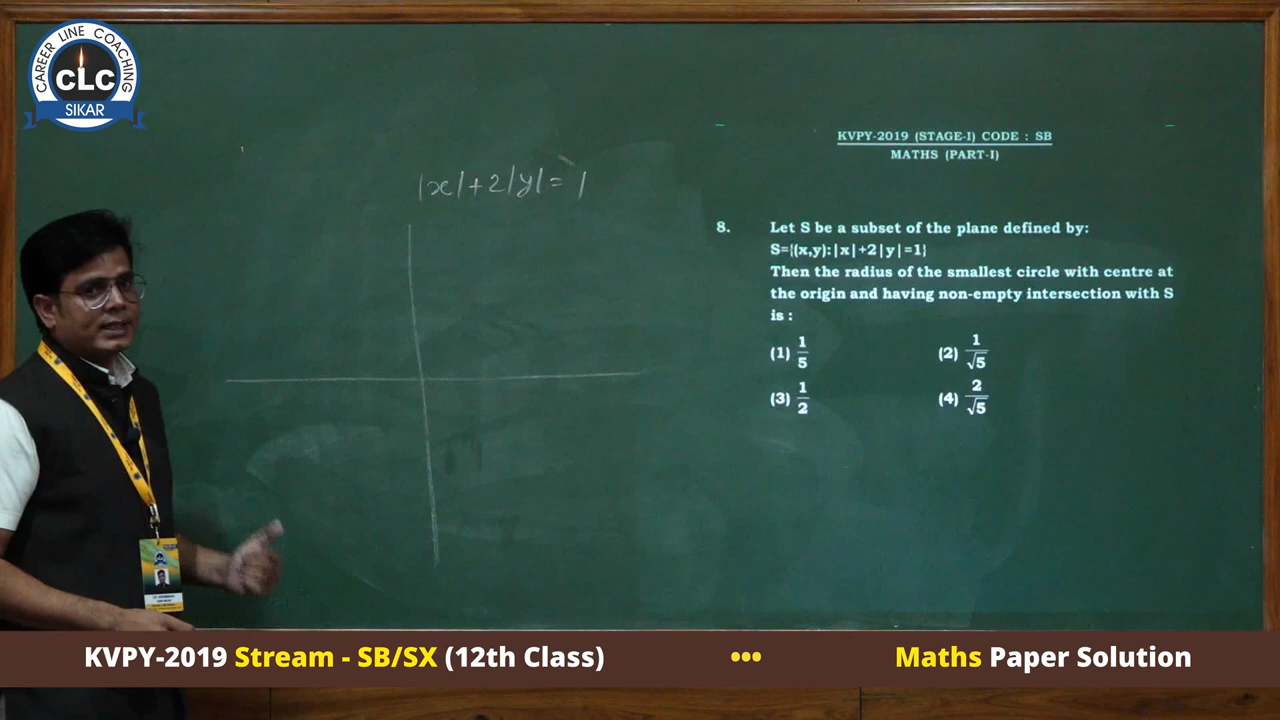 CAREER LINE COACHING
CLC
SIKAR
|x|+2|y|=1
KVPY-2019 (STAGE-I) CODE : SB
MATHS (PART-I)
8. Let S be a subset of the plane defined by:
S={(x,y):|x|+2|y|=1}
Then the radius of the smallest circle with centre at
the origin and having non-empty intersection with S
is :
(1) 1/5 (2) 1/√5
(3) 1/2 (4) 2/√5
KVPY-2019 Stream - SB/SX (12th Class) ••• Maths Paper Solution